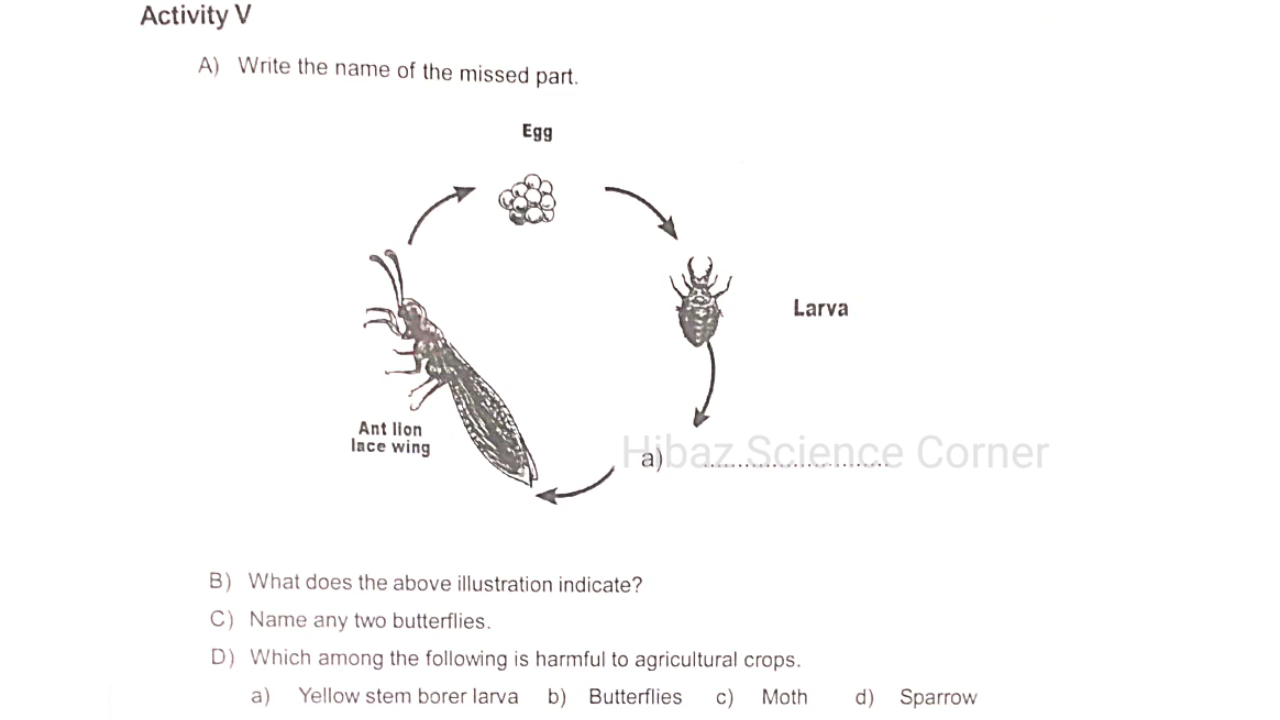 Activity V
A) Write the name of the missed part.
Egg
Larva
Ant lion
lace wing
a) ..............................
Hibaz Science Corner
B) What does the above illustration indicate?
C) Name any two butterflies.
D) Which among the following is harmful to agricultural crops.
a) Yellow stem borer larva b) Butterflies c) Moth d) Sparrow